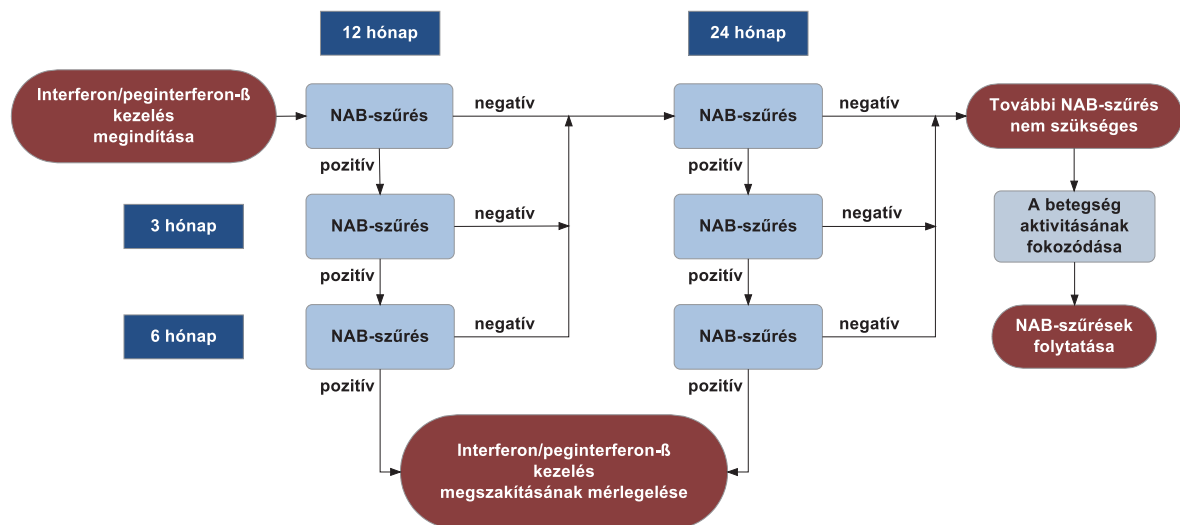 12 hónap
24 hónap
Interferon/peginterferon-ß
kezelés
megindítása
NAB-szűrés
negatív
NAB-szűrés
negatív
További NAB-szűrés
nem szükséges
pozitív
pozitív
3 hónap
NAB-szűrés
negatív
NAB-szűrés
negatív
A betegség
aktivitásának
fokozódása
pozitív
pozitív
6 hónap
NAB-szűrés
negatív
NAB-szűrés
negatív
NAB-szűrések
folytatása
pozitív
pozitív
Interferon/peginterferon-ß
kezelés
megszakításának mérlegelése